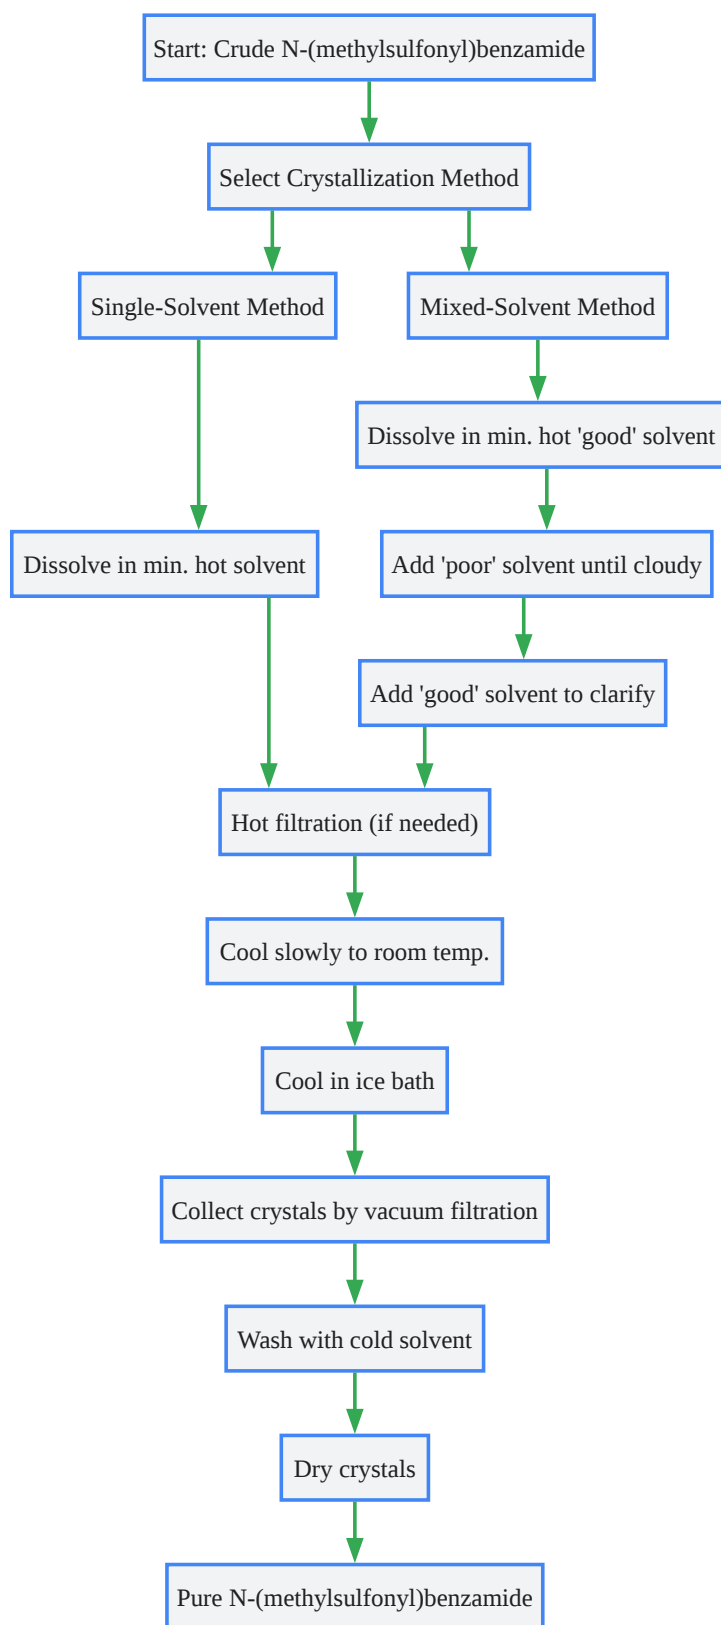 Start: Crude N-(methylsulfonyl)benzamide
Select Crystallization Method
Single-Solvent Method
Mixed-Solvent Method
Dissolve in min. hot 'good' solvent
Dissolve in min. hot solvent
Add 'poor' solvent until cloudy
Add 'good' solvent to clarify
Hot filtration (if needed)
Cool slowly to room temp.
Cool in ice bath
Collect crystals by vacuum filtration
Wash with cold solvent
Dry crystals
Pure N-(methylsulfonyl)benzamide